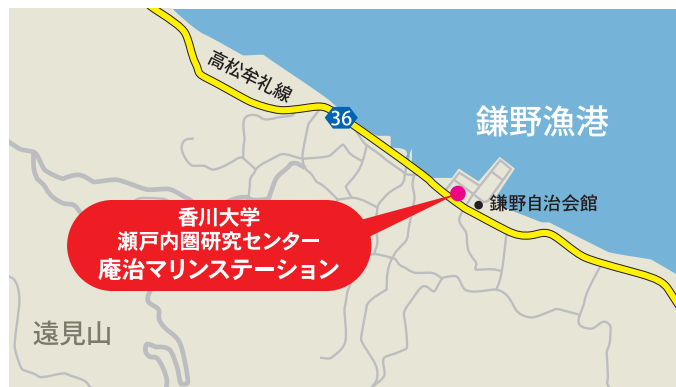 高松牟礼線
36
鎌野漁港
鎌野自治会館
香川大学
瀬戸内圏研究センター
庵治マリンステーション
遠見山